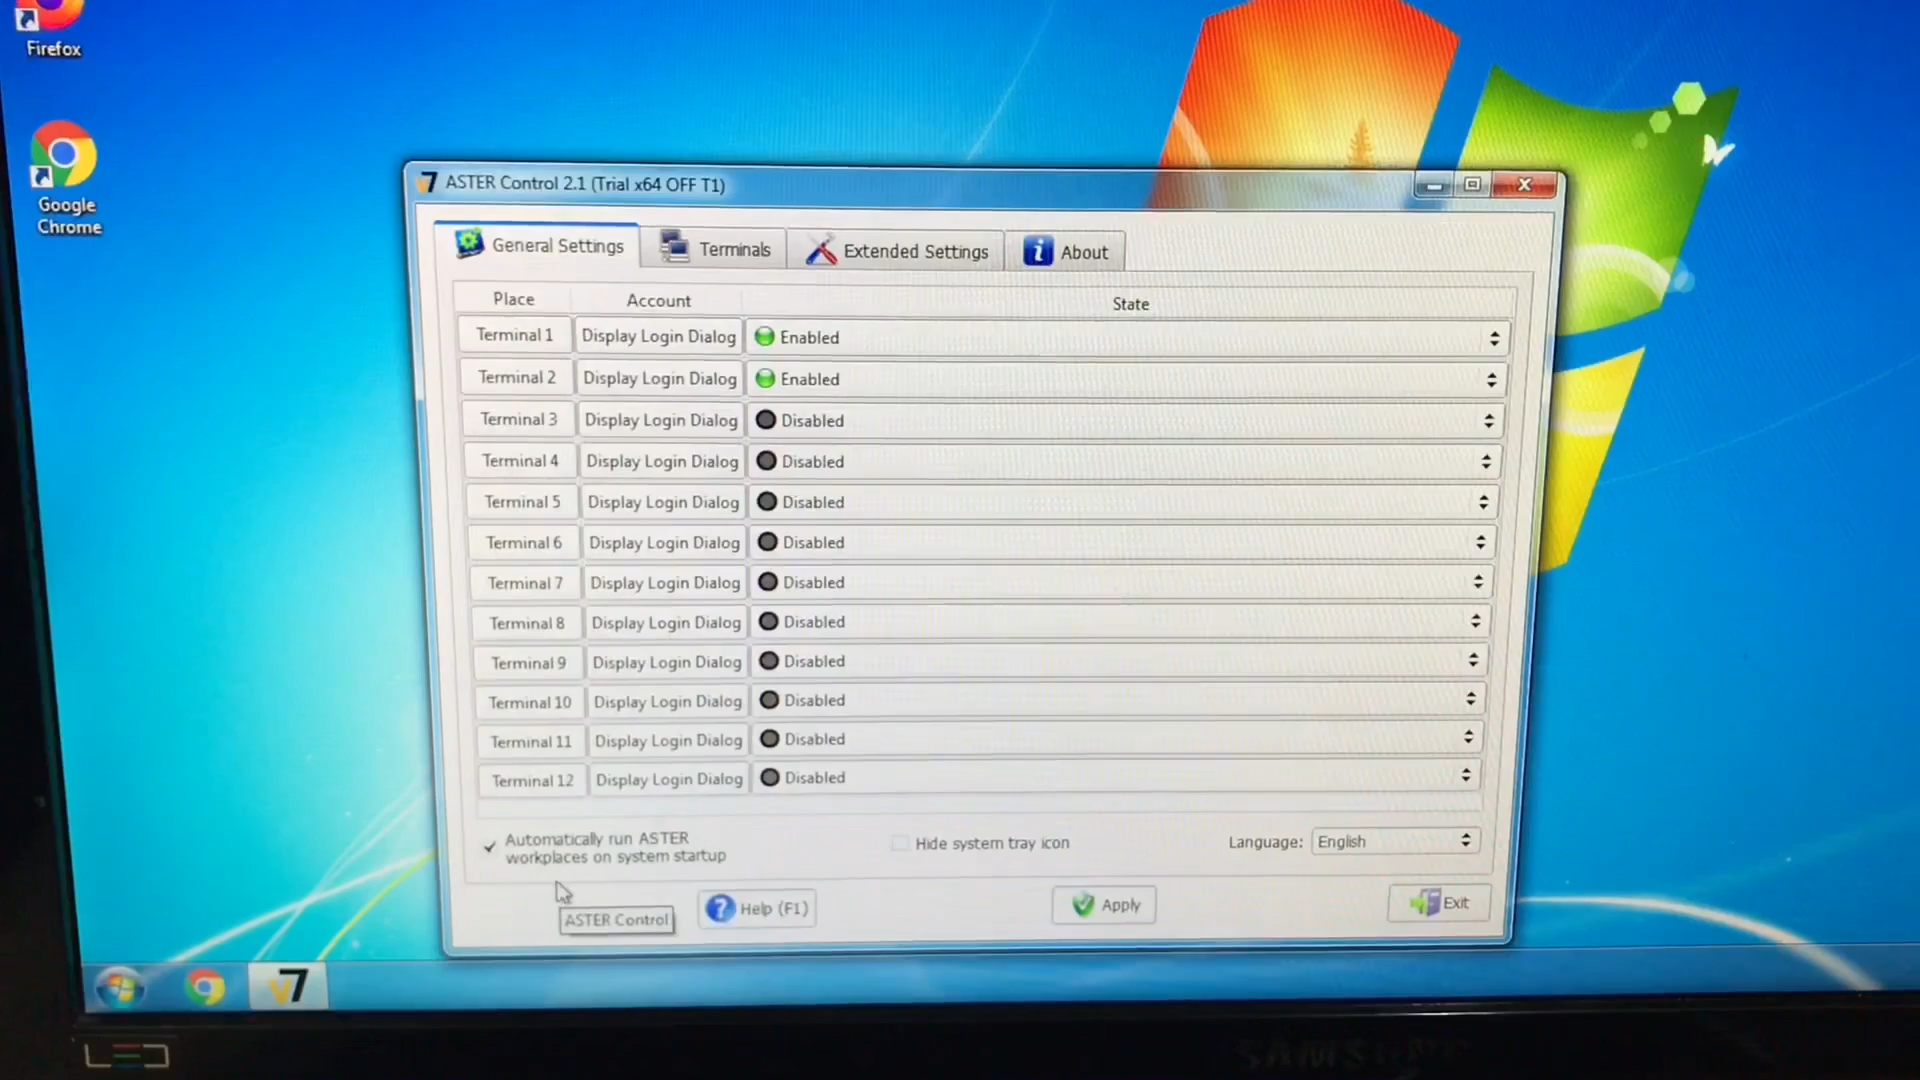 Firefox
Google
Chrome
ASTER Control 2.1 (Trial x64 OFF T1)
General Settings
Terminals
Extended Settings
About
Place Account State
Terminal 1 Display Login Dialog Enabled
Terminal 2 Display Login Dialog Enabled
Terminal 3 Display Login Dialog Disabled
Terminal 4 Display Login Dialog Disabled
Terminal 5 Display Login Dialog Disabled
Terminal 6 Display Login Dialog Disabled
Terminal 7 Display Login Dialog Disabled
Terminal 8 Display Login Dialog Disabled
Terminal 9 Display Login Dialog Disabled
Terminal 10 Display Login Dialog Disabled
Terminal 11 Display Login Dialog Disabled
Terminal 12 Display Login Dialog Disabled
Automatically run ASTER
workplaces on system startup
Hide system tray icon
Language: English
ASTER Control
Help (F1)
Apply
Exit
v7
LED
SAMSUNG